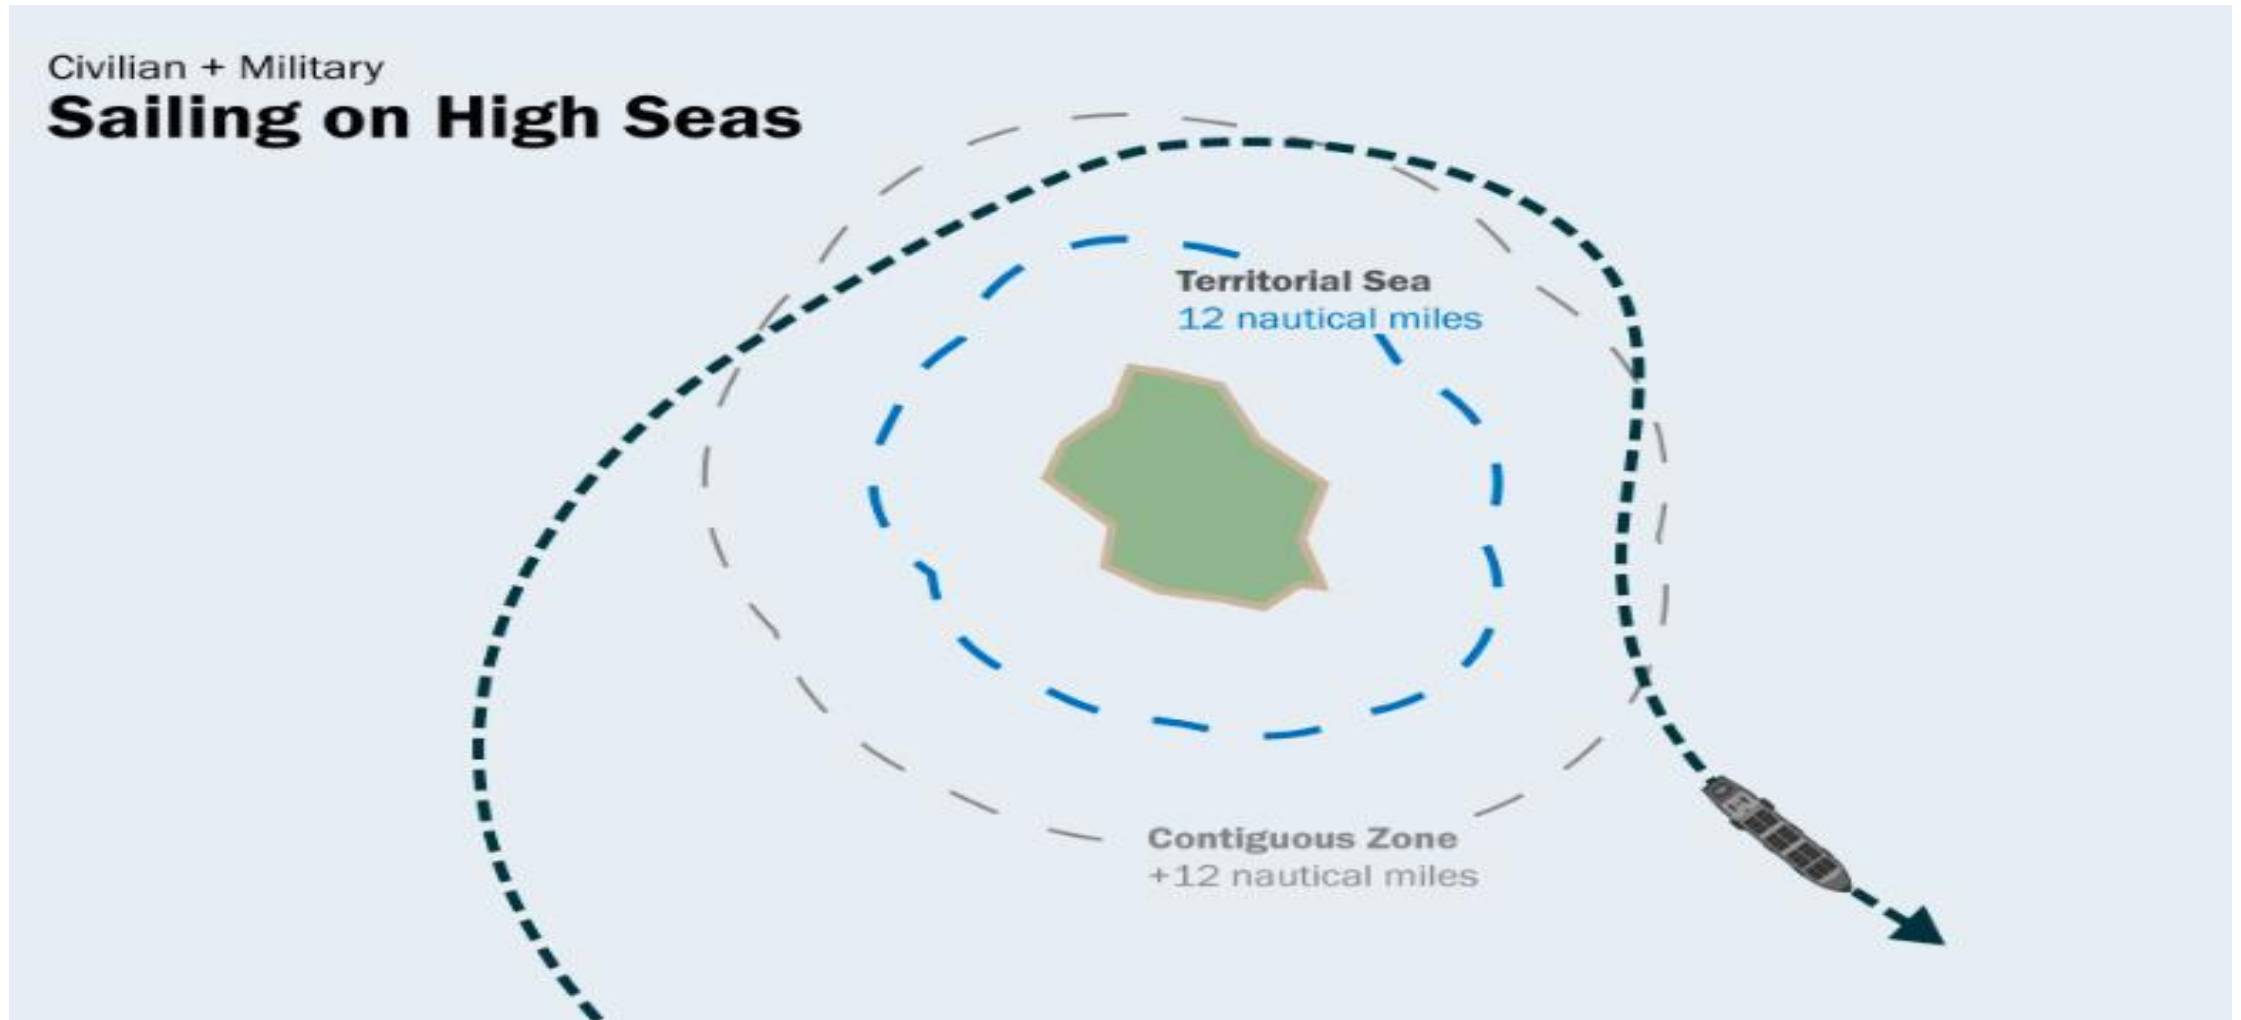 Civilian + Military
Sailing on High Seas
Territorial Sea
12 nautical miles
Contiguous Zone
+12 nautical miles